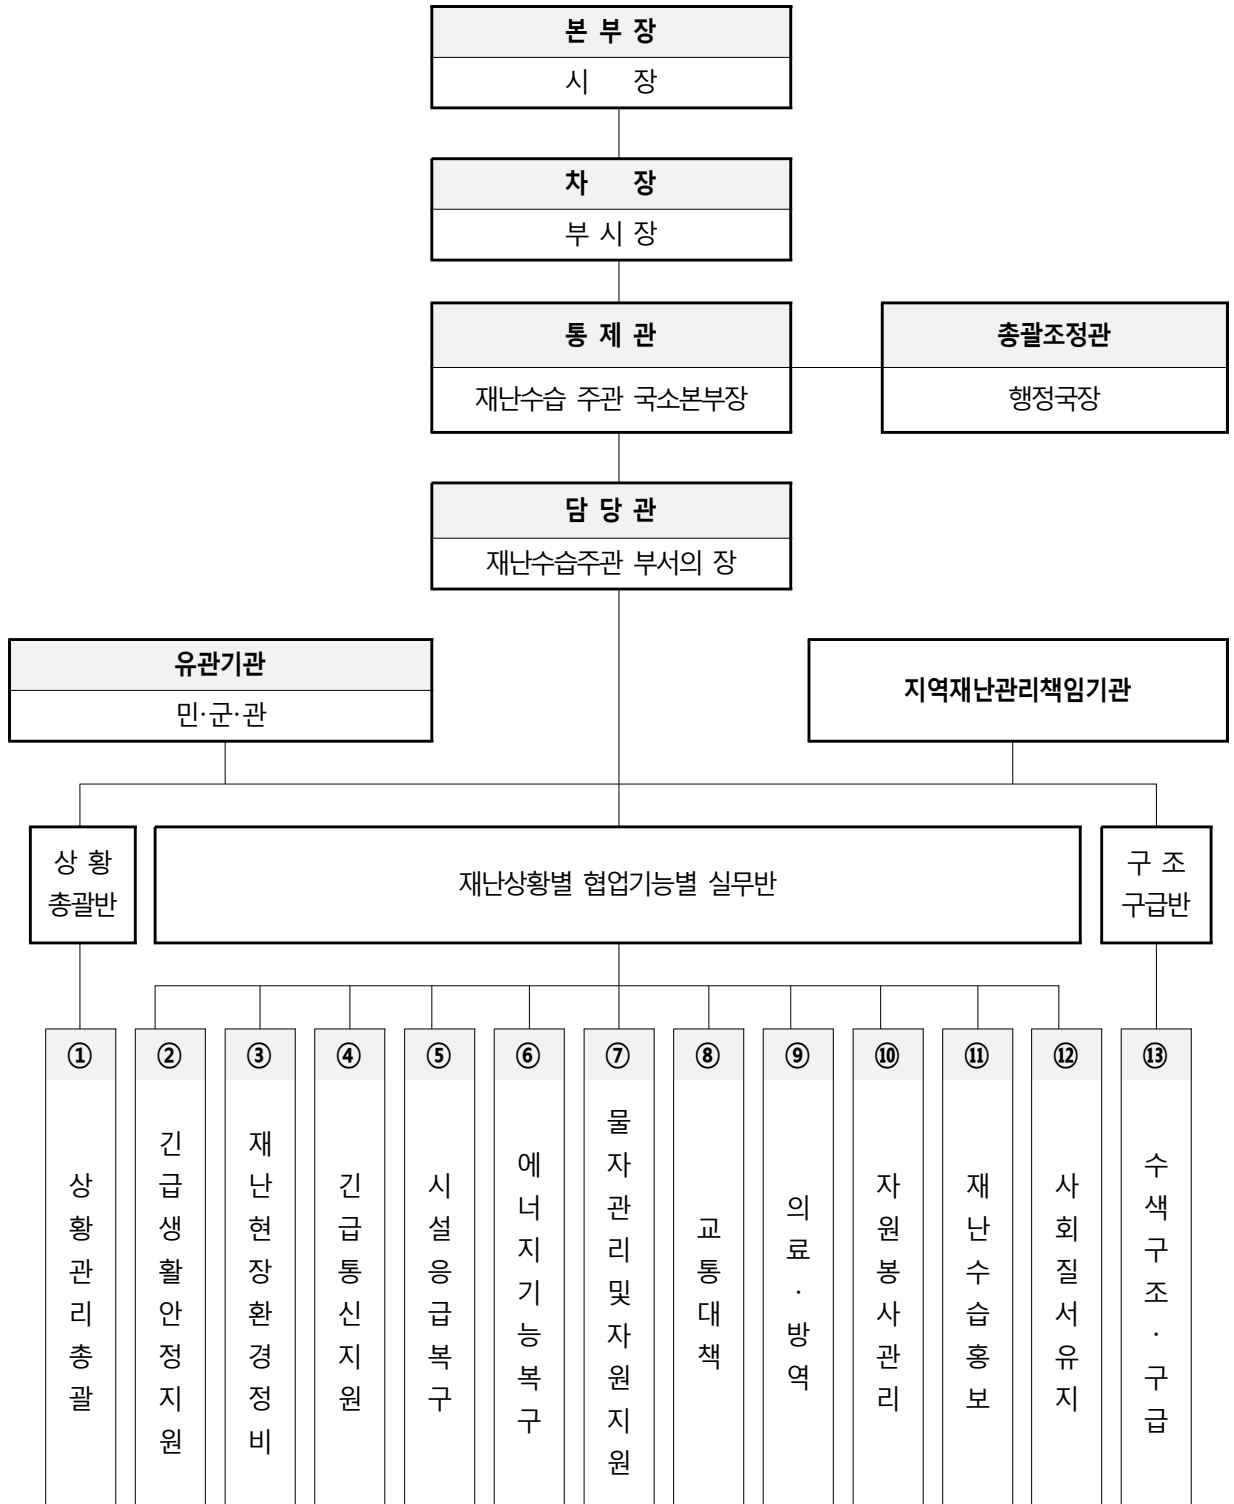 본 부 장
시 장
차 장
부 시 장
통 제 관
재난수습 주관 국소본부장
총괄조정관
행정국장
담 당 관
재난수습주관 부서의 장
유관기관
민·군·관
지역재난관리책임기관
상 황
총괄반
재난상황별 협업기능별 실무반
구 조
구급반
① 상황관리총괄
② 긴급생활안정지원
③ 재난현장환경정비
④ 긴급통신지원
⑤ 시설응급복구
⑥ 에너지기능복구
⑦ 물자관리및자원지원
⑧ 교통대책
⑨ 의료·방역
⑩ 자원봉사관리
⑪ 재난수습홍보
⑫ 사회질서유지
⑬ 수색구조·구급